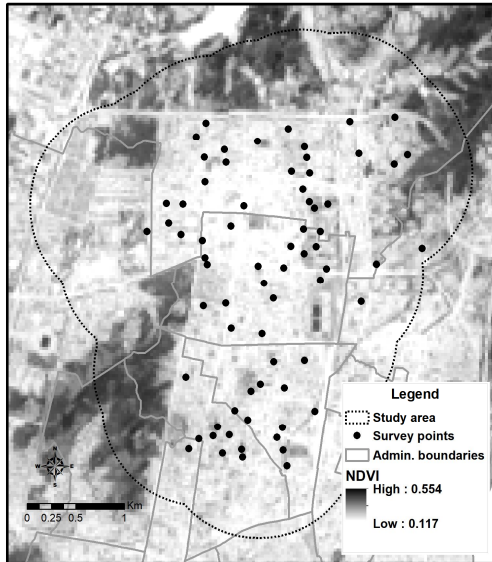 Legend
Study area
Survey points
Admin. boundaries
NDVI
High : 0.554
Low : 0.117
N
W E
S
Km
0 0.25 0.5 1